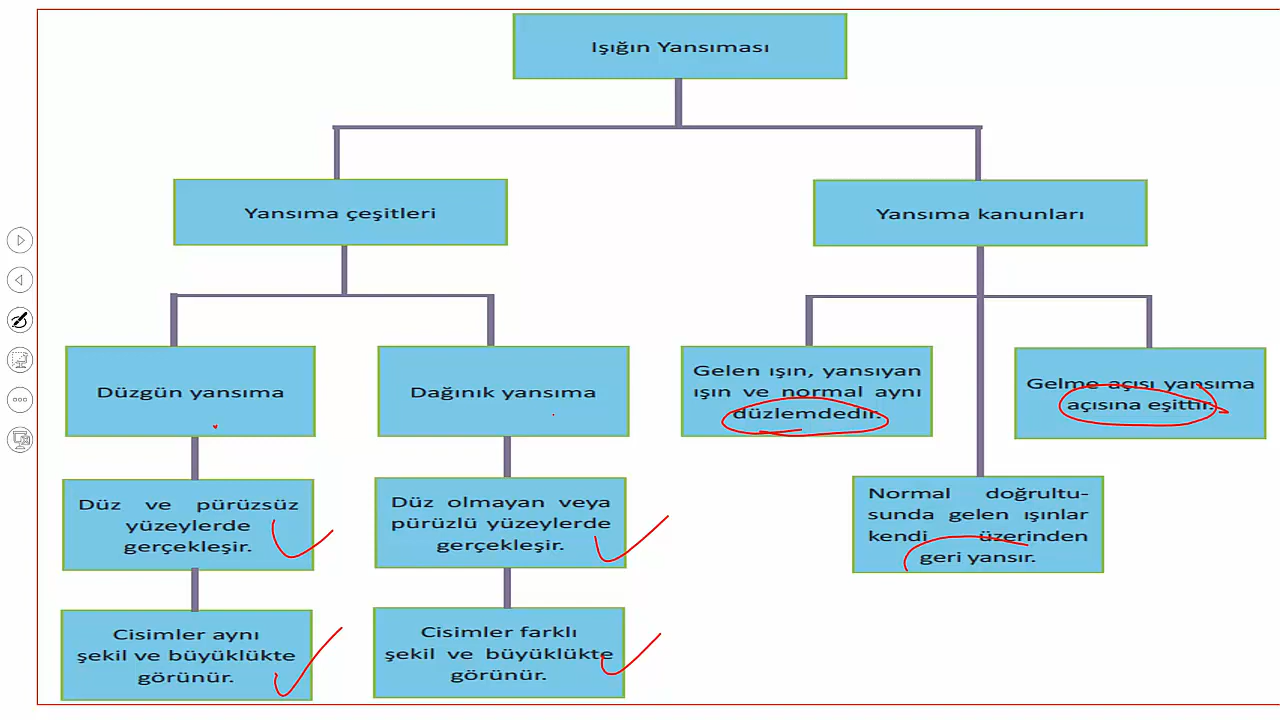 Işığın Yansıması
Yansıma çeşitleri
Yansıma kanunları
Düzgün yansıma
Dağınık yansıma
Gelen ışın, yansıyan
ışın ve normal aynı
düzlemdedir.
Gelme açısı yansıma
açısına eşittir.
Düz ve pürüzsüz
yüzeylerde
gerçekleşir.
Düz olmayan veya
pürüzlü yüzeylerde
gerçekleşir.
Normal doğrultu-
sunda gelen ışınlar
kendi üzerinden
geri yansır.
Cisimler aynı
şekil ve büyüklükte
görünür.
Cisimler farklı
şekil ve büyüklükte
görünür.